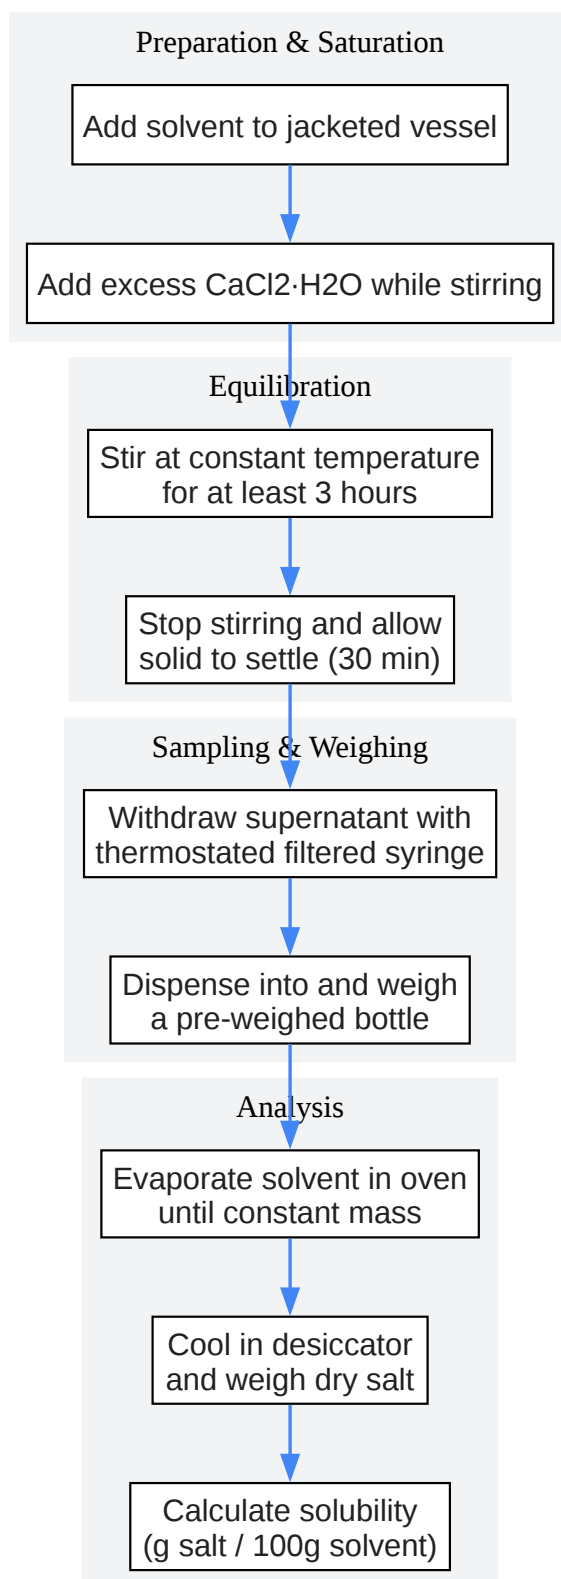 Preparation & Saturation
Add solvent to jacketed vessel
Add excess CaCl2·H2O while stirring
Equilibration
Stir at constant temperature
for at least 3 hours
Stop stirring and allow
solid to settle (30 min)
Sampling & Weighing
Withdraw supernatant with
thermostated filtered syringe
Dispense into and weigh
a pre-weighed bottle
Analysis
Evaporate solvent in oven
until constant mass
Cool in desiccator
and weigh dry salt
Calculate solubility
(g salt / 100g solvent)